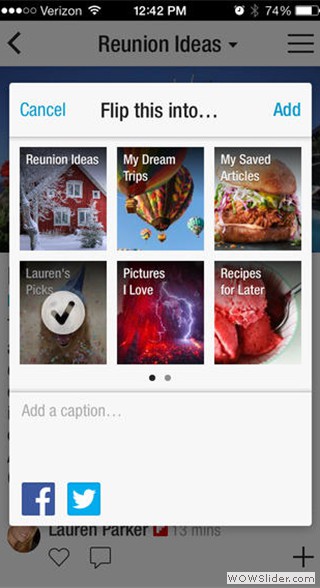 Verizon 12:42 PM 74%
Reunion Ideas
Cancel Flip this into... Add
Reunion Ideas
My Dream
Trips
My Saved
Articles
Lauren's
Picks
Pictures
I Love
Recipes
for Later
Add a caption...
Lauren Parker 13 mins
WOWSlider.com